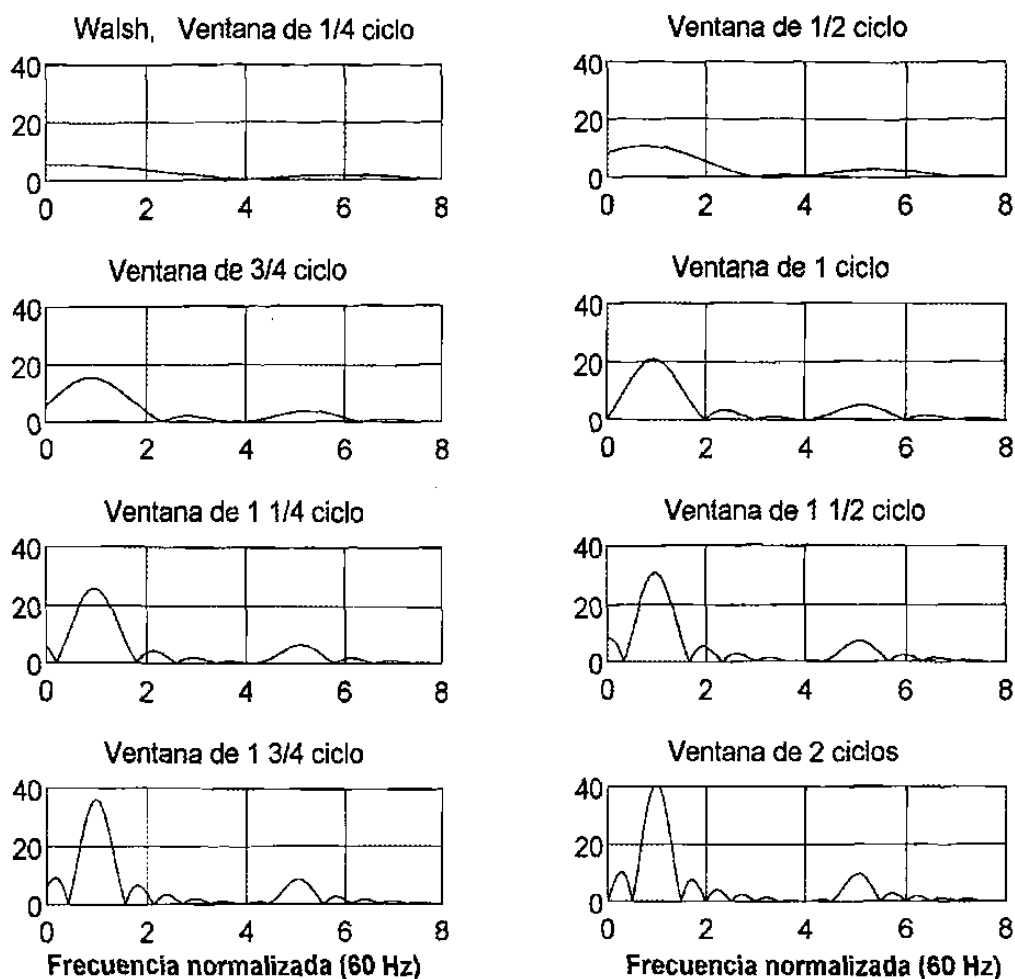 Walsh, Ventana de 1/4 ciclo
40
20
0
0 2 4 6 8
Ventana de 1/2 ciclo
40
20
0
0 2 4 6 8
Ventana de 3/4 ciclo
40
20
0
0 2 4 6 8
Ventana de 1 ciclo
40
20
0
0 2 4 6 8
Ventana de 1 1/4 ciclo
40
20
0
0 2 4 6 8
Ventana de 1 1/2 ciclo
40
20
0
0 2 4 6 8
Ventana de 1 3/4 ciclo
40
20
0
0 2 4 6 8
Frecuencia normalizada (60 Hz)
Ventana de 2 ciclos
40
20
0
0 2 4 6 8
Frecuencia normalizada (60 Hz)